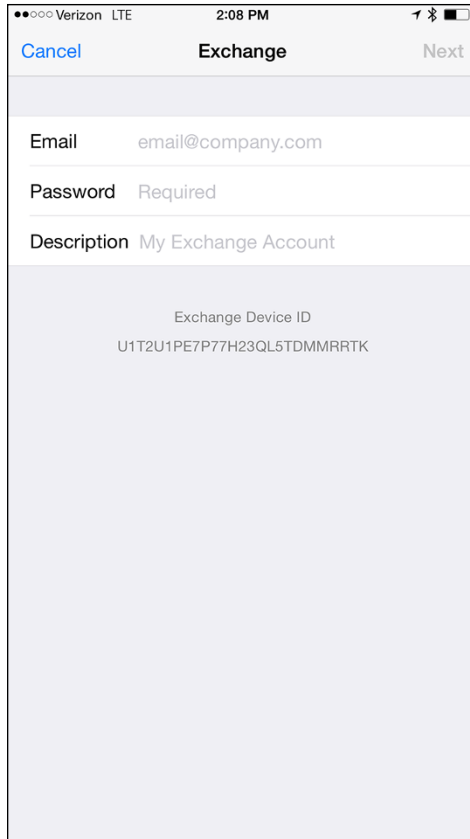 Verizon LTE 2:08 PM
Cancel Exchange Next
Email email@company.com
Password Required
Description My Exchange Account
Exchange Device ID
U1T2U1PE7P77H23QL5TDMMRRTK